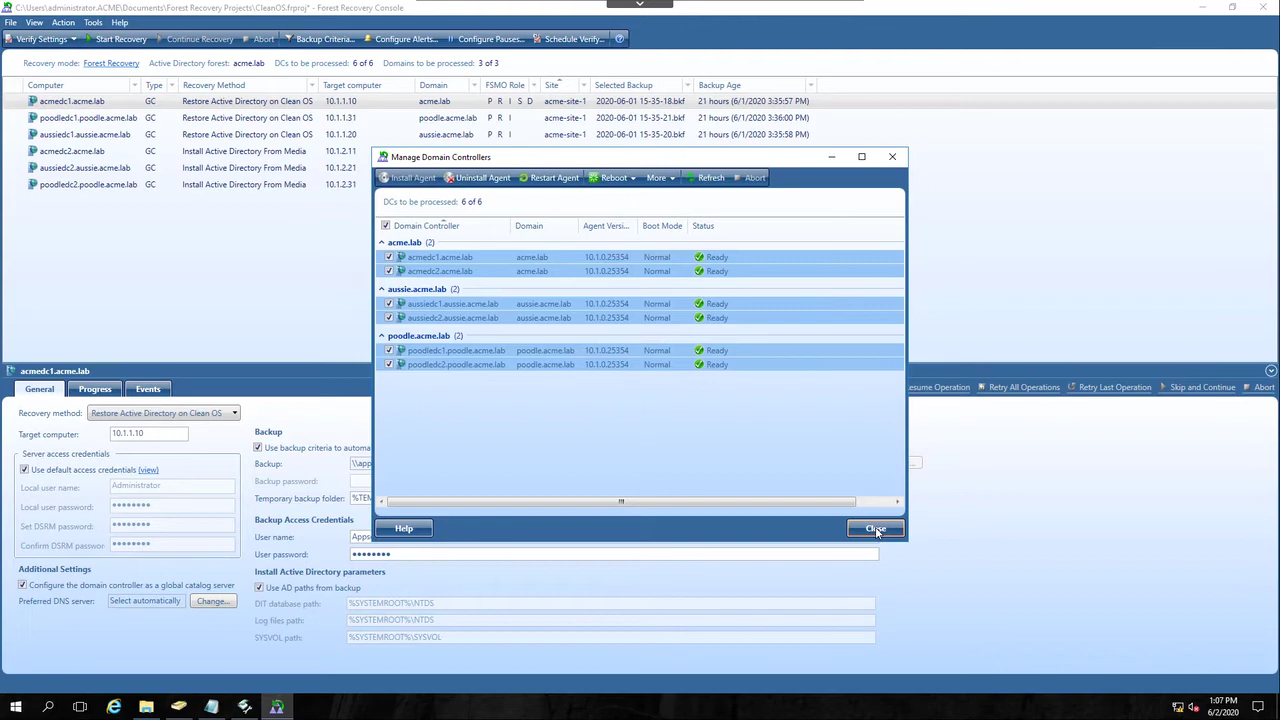 C:\Users\administrator.ACME\Documents\Forest Recovery Projects\CleanOS.frproj* - Forest Recovery Console
File View Action Tools Help
Verify Settings Start Recovery Continue Recovery Abort Backup Criteria... Configure Alerts... Configure Pauses... Schedule Verify...
Recovery mode: Forest Recovery Active Directory forest: acme.lab DCs to be processed: 6 of 6 Domains to be processed: 3 of 3
Computer Type Recovery Method Target computer Domain FSMO Role Site Selected Backup Backup Age
acmedc1.acme.lab GC Restore Active Directory on Clean OS 10.1.1.10 acme.lab P R I S D acme-site-1 2020-06-01 15-35-18.bkf 21 hours (6/1/2020 3:35:57 PM)
poodledc1.poodle.acme.lab GC Restore Active Directory on Clean OS 10.1.1.31 poodle.acme.lab P R I acme-site-1 2020-06-01 15-35-21.bkf 21 hours (6/1/2020 3:36:00 PM)
aussiedc1.aussie.acme.lab GC Restore Active Directory on Clean OS 10.1.1.20 aussie.acme.lab P R I acme-site-1 2020-06-01 15-35-20.bkf 21 hours (6/1/2020 3:35:58 PM)
acmedc2.acme.lab GC Install Active Directory From Media 10.1.2.11
aussiedc2.aussie.acme.lab GC Install Active Directory From Media 10.1.2.21
poodledc2.poodle.acme.lab GC Install Active Directory From Media 10.1.2.31
Manage Domain Controllers
Install Agent Uninstall Agent Restart Agent Reboot More Refresh Abort
DCs to be processed: 6 of 6
Domain Controller Domain Agent Versi... Boot Mode Status
acme.lab (2)
acmedc1.acme.lab acme.lab 10.1.0.25354 Normal Ready
acmedc2.acme.lab acme.lab 10.1.0.25354 Normal Ready
aussie.acme.lab (2)
aussiedc1.aussie.acme.lab aussie.acme.lab 10.1.0.25354 Normal Ready
aussiedc2.aussie.acme.lab aussie.acme.lab 10.1.0.25354 Normal Ready
poodle.acme.lab (2)
poodledc1.poodle.acme.lab poodle.acme.lab 10.1.0.25354 Normal Ready
poodledc2.poodle.acme.lab poodle.acme.lab 10.1.0.25354 Normal Ready
Help Close
acmedc1.acme.lab
General Progress Events
esume Operation Retry All Operations Retry Last Operation Skip and Continue Abort
Recovery method: Restore Active Directory on Clean OS
Target computer: 10.1.1.10
Server access credentials
Use default access credentials (view)
Local user name: Administrator
Local user password: ••••••••
Set DSRM password: ••••••••
Confirm DSRM passwor ••••••••
Additional Settings
Configure the domain controller as a global catalog server
Preferred DNS server: Select automatically Change...
Backup
Use backup criteria to automa
Backup: \\app
Backup password:
Temporary backup folder: %TEM
Backup Access Credentials
User name: Apps
User password: ••••••••
Install Active Directory parameters
Use AD paths from backup
DIT database path: %SYSTEMROOT%\NTDS
Log files path: %SYSTEMROOT%\NTDS
SYSVOL path: %SYSTEMROOT%\SYSVOL
1:07 PM
6/2/2020